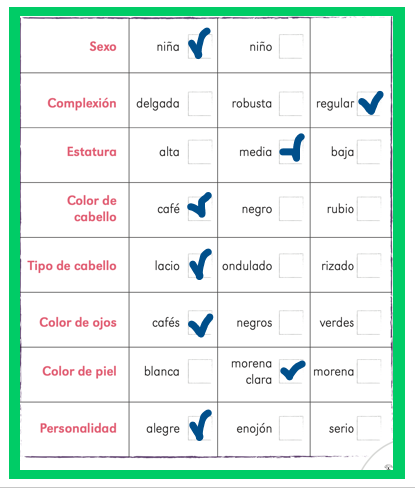 Sexo niña niño
Complexión delgada robusta regular
Estatura alta media baja
Color de
cabello café negro rubio
Tipo de cabello lacio ondulado rizado
Color de ojos cafés negros verdes
Color de piel blanca morena
clara morena
Personalidad alegre enojón serio